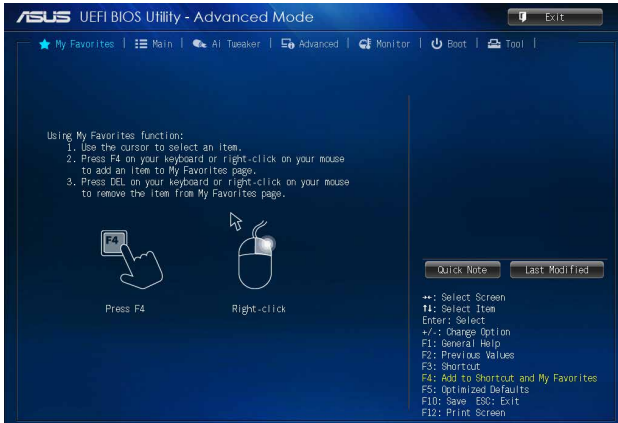 ASUS UEFI BIOS Utility - Advanced Mode
Exit
My Favorites | Main | Ai Tweaker | Advanced | Monitor | Boot | Tool |
Using My Favorites function:
1. Use the cursor to select an item.
2. Press F4 on your keyboard or right-click on your mouse
to add an item to My Favorites page.
3. Press DEL on your keyboard or right-click on your mouse
to remove the item from My Favorites page.
F4
Press F4
Right-click
Quick Note
Last Modified
→←: Select Screen
↑↓: Select Item
Enter: Select
+/-: Change Option
F1: General Help
F2: Previous Values
F3: Shortcut
F4: Add to Shortcut and My Favorites
F5: Optimized Defaults
F10: Save ESC: Exit
F12: Print Screen